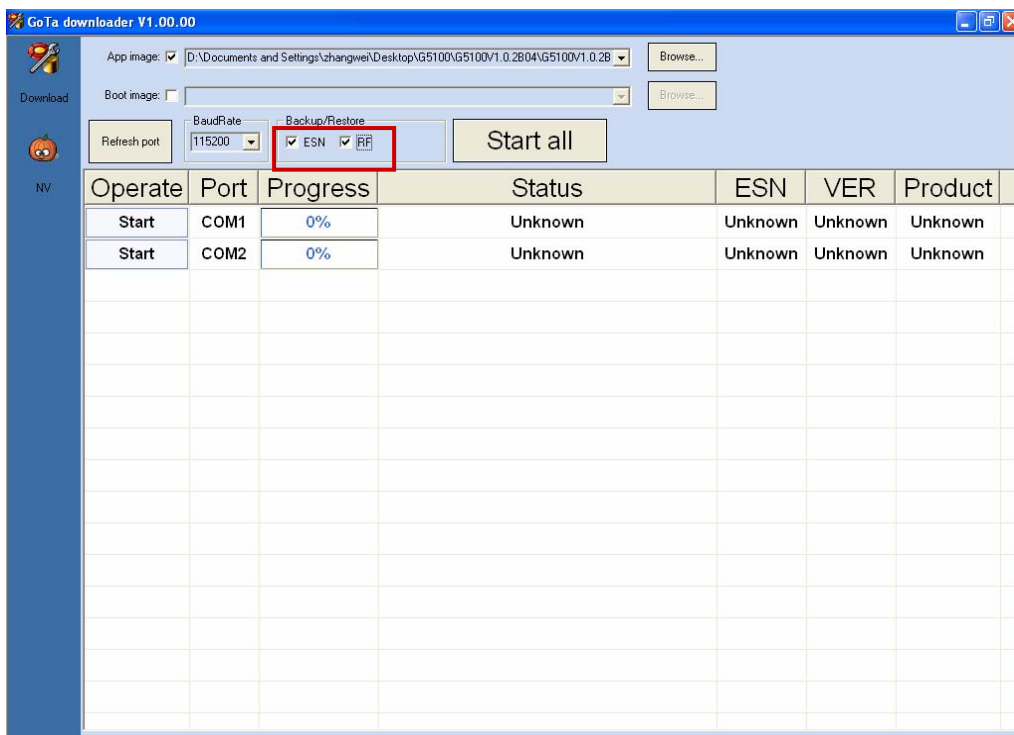 GoTa downloader V1.00.00
App image: D:\Documents and Settings\zhangwei\Desktop\G5100\G5100V1.0.2B04\G5100V1.0.2B Browse...
Download Boot image: Browse...
BaudRate Backup/Restore
Refresh port 115200 ESN RF Start all
NV
Operate Port Progress Status ESN VER Product
Start COM1 0% Unknown Unknown Unknown Unknown
Start COM2 0% Unknown Unknown Unknown Unknown